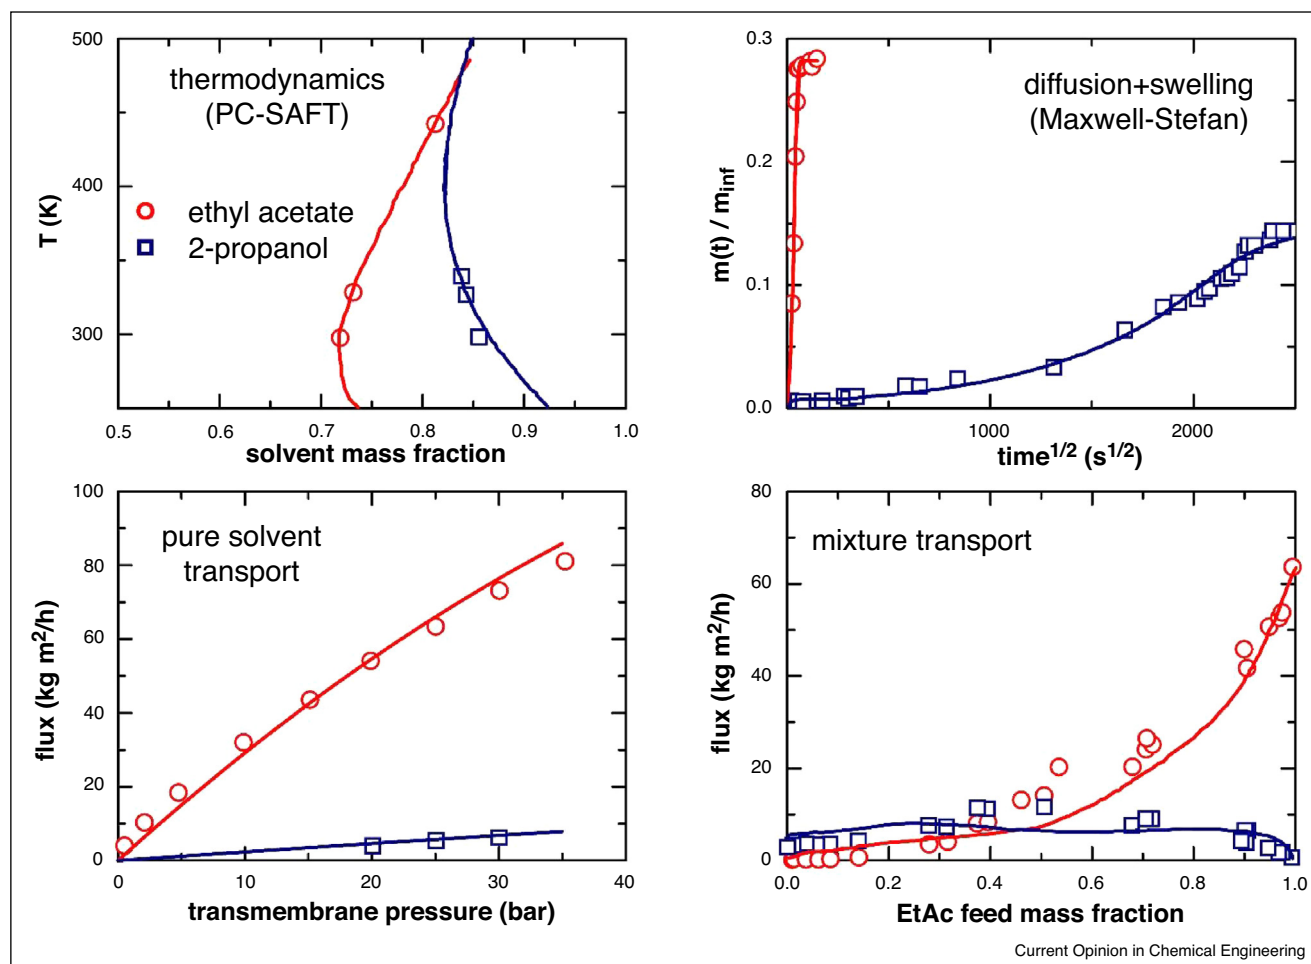 500
400
300
T (K)
thermodynamics
(PC-SAFT)
ethyl acetate
2-propanol
0.5
0.6
0.7
0.8
0.9
1.0
solvent mass fraction
0.3
0.2
0.1
0.0
m(t) / m_inf
diffusion+swelling
(Maxwell-Stefan)
1000
2000
time^1/2 (s^1/2)
100
80
60
40
20
0
flux (kg m²/h)
pure solvent
transport
0
10
20
30
40
transmembrane pressure (bar)
80
60
40
20
0
flux (kg m²/h)
mixture transport
0.0
0.2
0.4
0.6
0.8
1.0
EtAc feed mass fraction
Current Opinion in Chemical Engineering